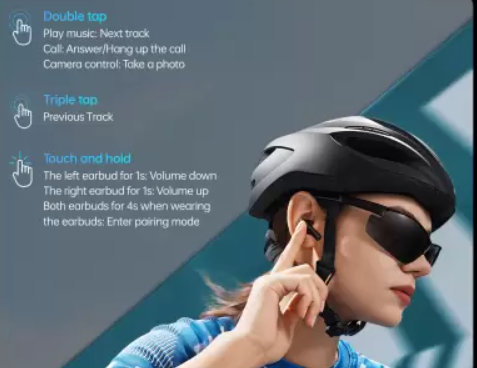 Double tap
Play music: Next track
Call: Answer/Hang up the call
Camera control: Take a photo
Triple tap
Previous Track
Touch and hold
The left earbud for 1s: Volume down
The right earbud for 1s: Volume up
Both earbuds for 4s when wearing
the earbuds: Enter pairing mode